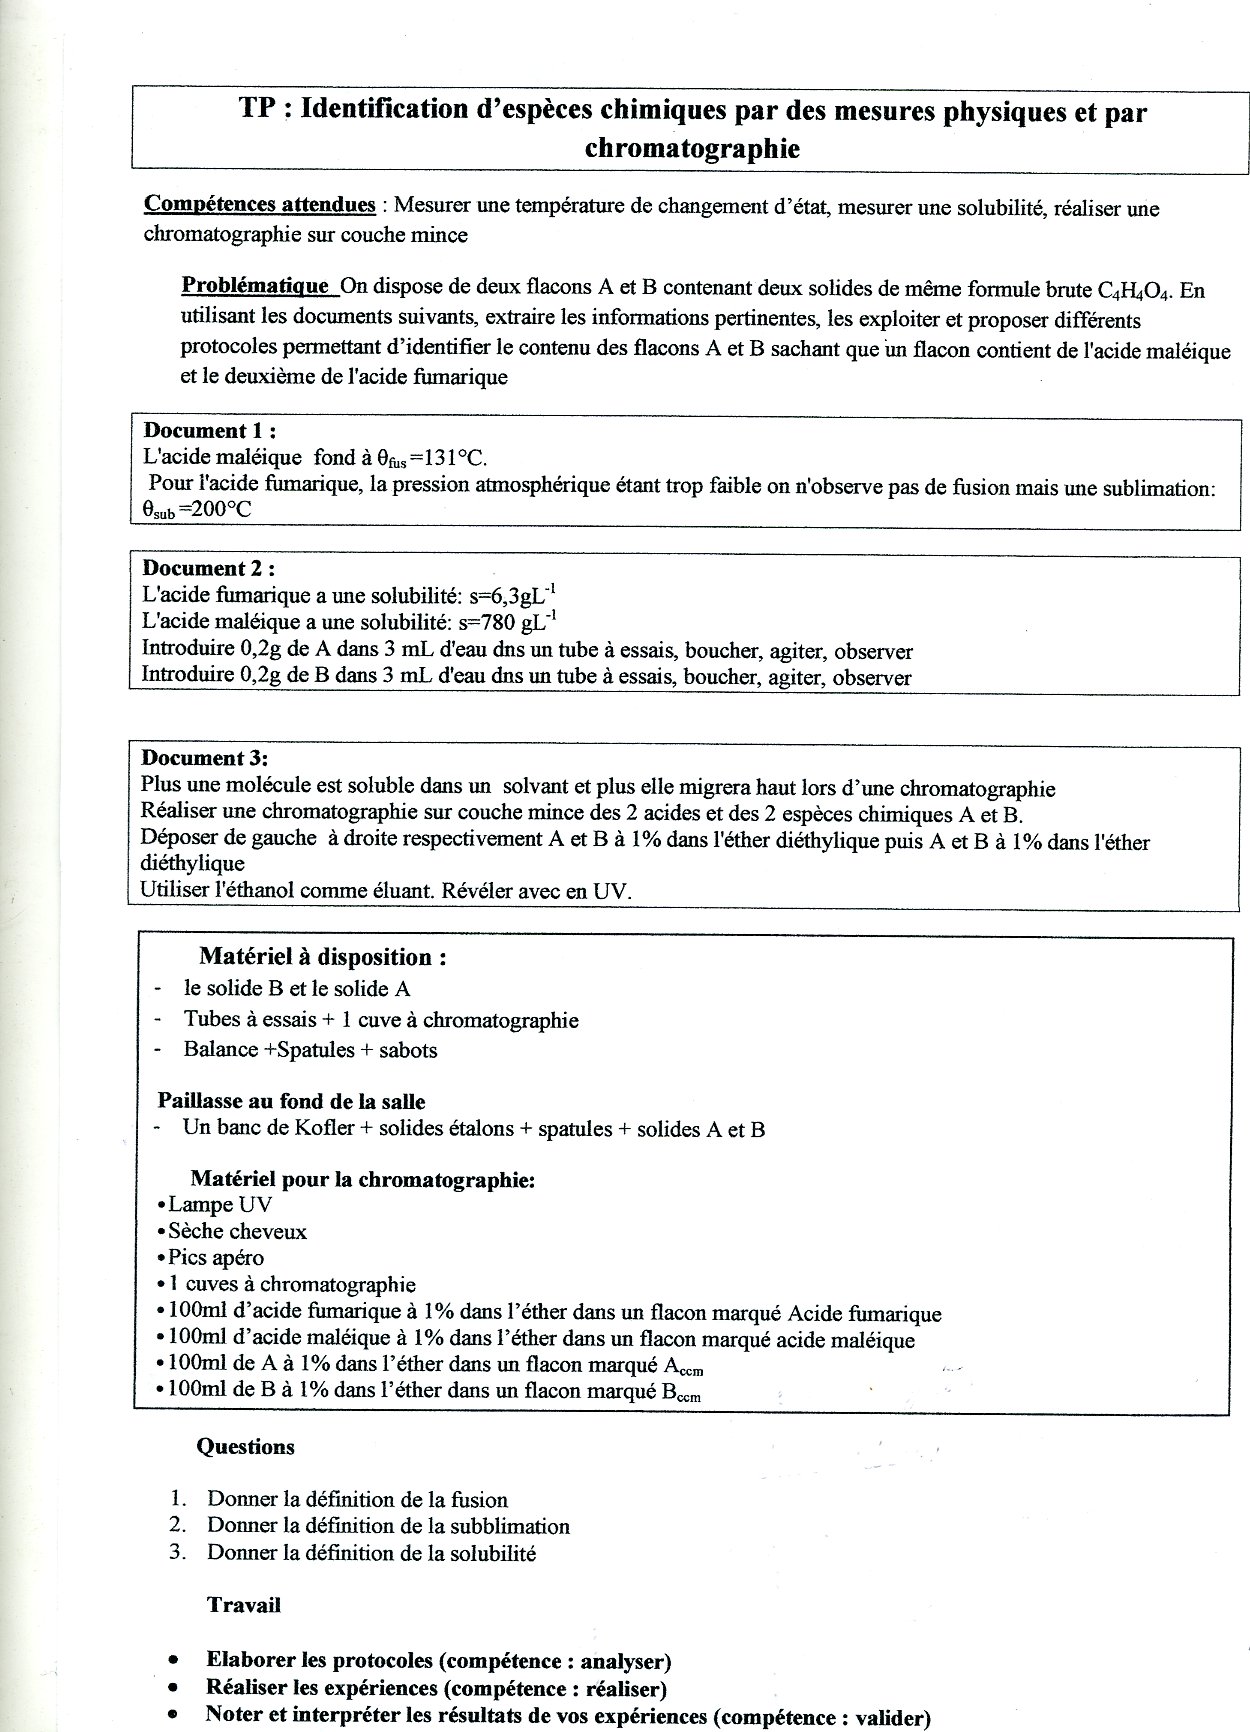 TP : Identification d'espèces chimiques par des mesures physiques et par
chromatographie
Compétences attendues : Mesurer une température de changement d'état, mesurer une solubilité, réaliser une
chromatographie sur couche mince
Problématique On dispose de deux flacons A et B contenant deux solides de même formule brute C₄H₄O₄. En
utilisant les documents suivants, extraire les informations pertinentes, les exploiter et proposer différents
protocoles permettant d'identifier le contenu des flacons A et B sachant que un flacon contient de l'acide maléique
et le deuxième de l'acide fumarique
Document 1 :
L'acide maléique fond à θfus =131°C.
Pour l'acide fumarique, la pression atmosphérique étant trop faible on n'observe pas de fusion mais une sublimation:
θsub =200°C
Document 2 :
L'acide fumarique a une solubilité: s=6,3gL⁻¹
L'acide maléique a une solubilité: s=780 gL⁻¹
Introduire 0,2g de A dans 3 mL d'eau dns un tube à essais, boucher, agiter, observer
Introduire 0,2g de B dans 3 mL d'eau dns un tube à essais, boucher, agiter, observer
Document 3:
Plus une molécule est soluble dans un solvant et plus elle migrera haut lors d'une chromatographie
Réaliser une chromatographie sur couche mince des 2 acides et des 2 espèces chimiques A et B.
Déposer de gauche à droite respectivement A et B à 1% dans l'éther diéthylique puis A et B à 1% dans l'éther
diéthylique
Utiliser l'éthanol comme éluant. Révéler avec en UV.
Matériel à disposition :
- le solide B et le solide A
- Tubes à essais + 1 cuve à chromatographie
- Balance +Spatules + sabots
Paillasse au fond de la salle
- Un banc de Kofler + solides étalons + spatules + solides A et B
Matériel pour la chromatographie:
• Lampe UV
• Sèche cheveux
• Pics apéro
• 1 cuves à chromatographie
• 100ml d'acide fumarique à 1% dans l'éther dans un flacon marqué Acide fumarique
• 100ml d'acide maléique à 1% dans l'éther dans un flacon marqué acide maléique
• 100ml de A à 1% dans l'éther dans un flacon marqué Accm
• 100ml de B à 1% dans l'éther dans un flacon marqué Bccm
Questions
1. Donner la définition de la fusion
2. Donner la définition de la subblimation
3. Donner la définition de la solubilité
Travail
• Elaborer les protocoles (compétence : analyser)
• Réaliser les expériences (compétence : réaliser)
• Noter et interpréter les résultats de vos expériences (compétence : valider)